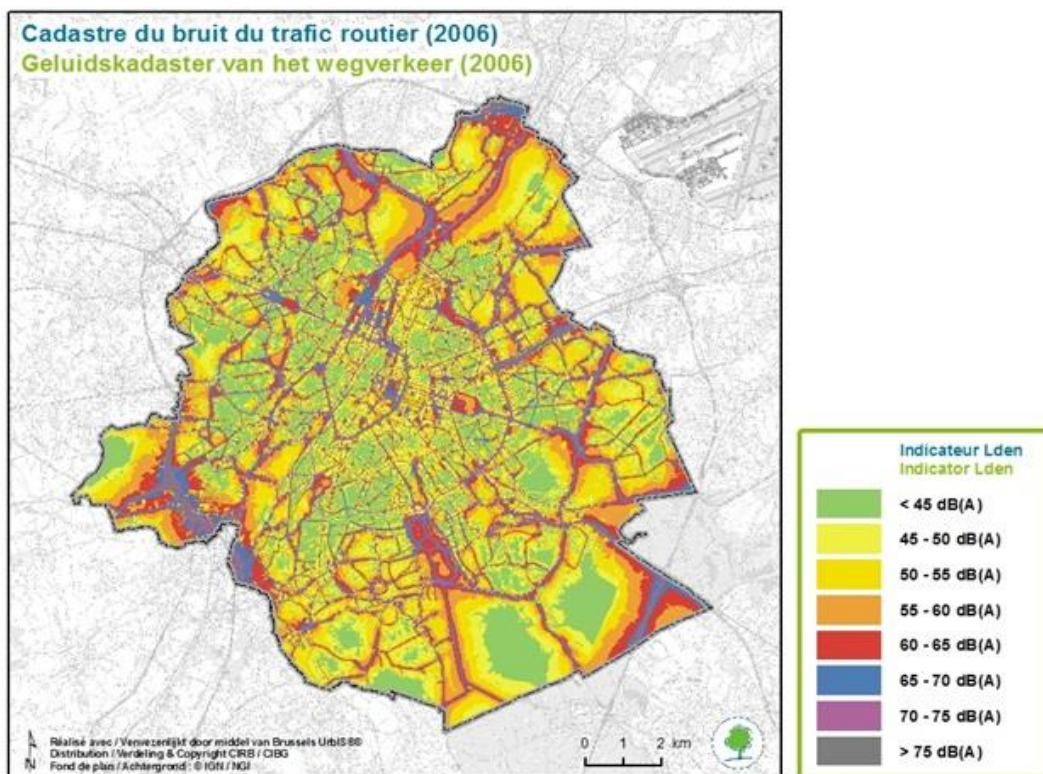 Cadastre du bruit du trafic routier (2006)
Geluidskadaster van het wegverkeer (2006)
Indicateur Lden
Indicator Lden
< 45 dB(A)
45 - 50 dB(A)
50 - 55 dB(A)
55 - 60 dB(A)
60 - 65 dB(A)
65 - 70 dB(A)
70 - 75 dB(A)
> 75 dB(A)
N
Réalisé avec / Verwezenlijkt door middel van Brussels UrbIS®®
Distribution / Verdeling & Copyright CIRB / CIBG
Fond de plan / Achtergrond : © IGN / NGI
0 1 2 km